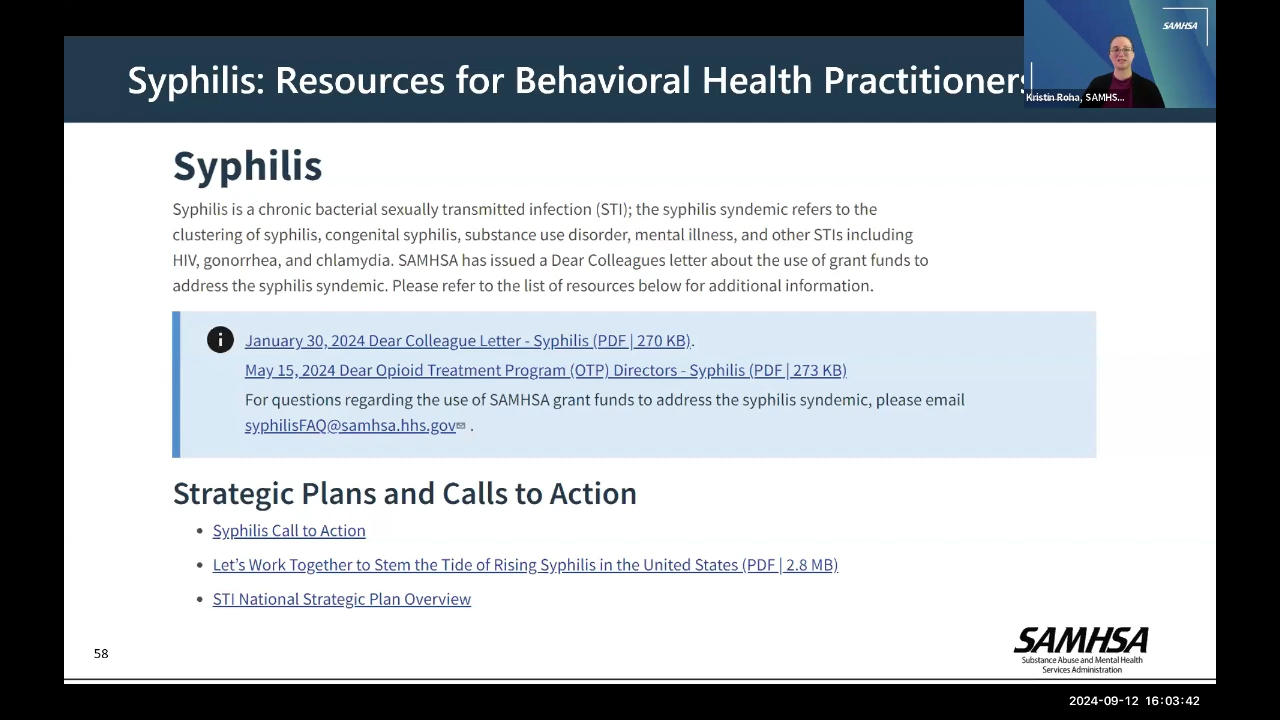 Syphilis: Resources for Behavioral Health Practitioners
SAMHSA
Kristin Roha, SAMHS...
Syphilis
Syphilis is a chronic bacterial sexually transmitted infection (STI); the syphilis syndemic refers to the
clustering of syphilis, congenital syphilis, substance use disorder, mental illness, and other STIs including
HIV, gonorrhea, and chlamydia. SAMHSA has issued a Dear Colleagues letter about the use of grant funds to
address the syphilis syndemic. Please refer to the list of resources below for additional information.
January 30, 2024 Dear Colleague Letter - Syphilis (PDF | 270 KB).
May 15, 2024 Dear Opioid Treatment Program (OTP) Directors - Syphilis (PDF | 273 KB)
For questions regarding the use of SAMHSA grant funds to address the syphilis syndemic, please email
syphilisFAQ@samhsa.hhs.gov .
Strategic Plans and Calls to Action
• Syphilis Call to Action
• Let's Work Together to Stem the Tide of Rising Syphilis in the United States (PDF | 2.8 MB)
• STI National Strategic Plan Overview
58
SAMHSA
Substance Abuse and Mental Health
Services Administration
2024-09-12 16:03:42